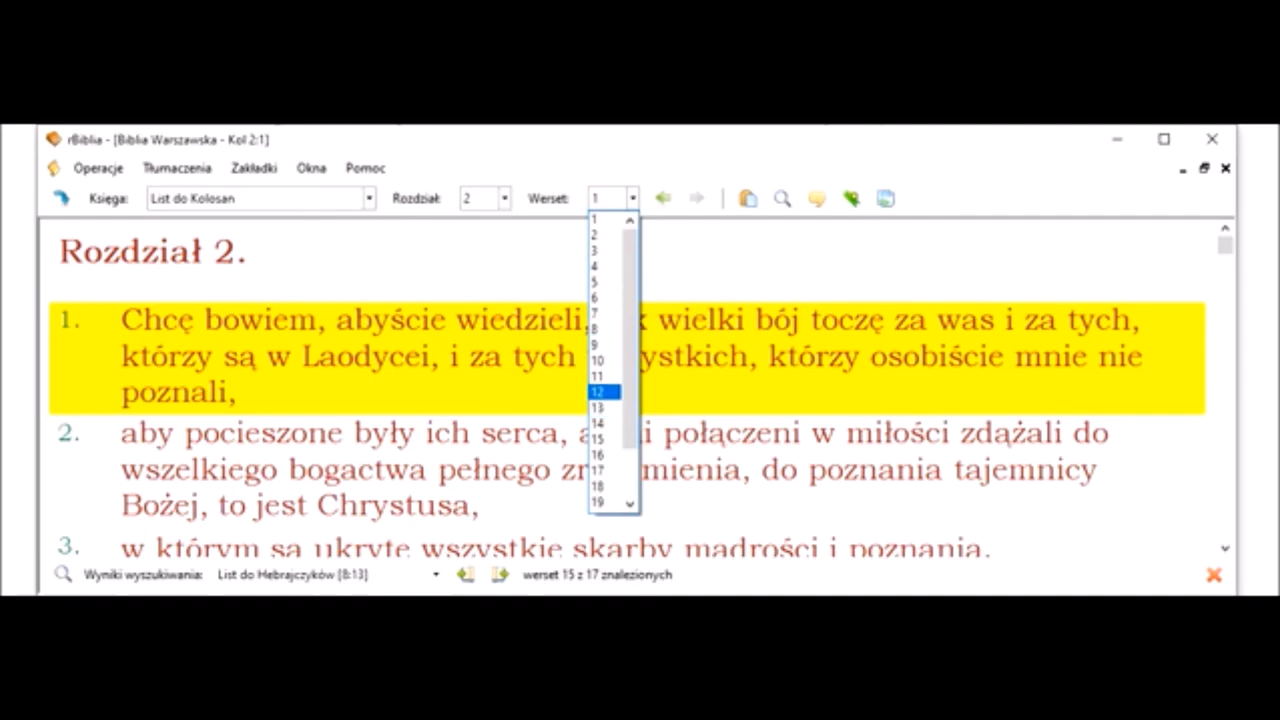 rBiblia - [Biblia Warszawska - Kol 2:1]
Operacje Tłumaczenia Zakładki Okna Pomoc
Księga: List do Kolosan Rozdział: 2 Werset: 1
1
2
3
4
5
6
7
8
9
10
11
12
13
14
15
16
17
18
19
Rozdział 2.
1. Chcę bowiem, abyście wiedzieli, wielki bój toczę za was i za tych,
którzy są w Laodycei, i za tych ystkich, którzy osobiście mnie nie
poznali,
2. aby pocieszone były ich serca, a i połączeni w miłości zdążali do
wszelkiego bogactwa pełnego zr mienia, do poznania tajemnicy
Bożej, to jest Chrystusa,
3. w którym są ukryte wszystkie skarby mądrości i poznania.
Wyniki wyszukiwania: List do Hebrajczyków [8:13] werset 15 z 17 znalezionych